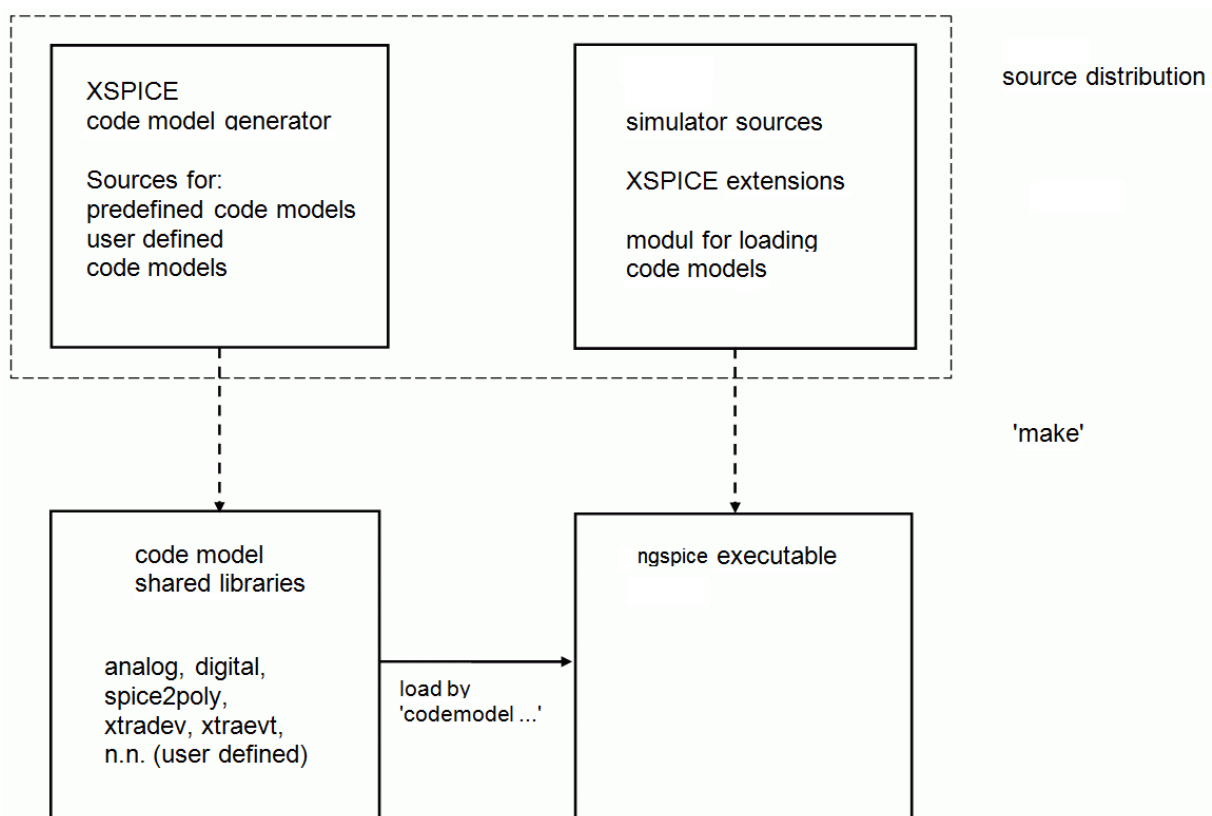 XSPICE
code model generator
Sources for:
predefined code models
user defined
code models
simulator sources
XSPICE extensions
modul for loading
code models
source distribution
'make'
code model
shared libraries
analog, digital,
spice2poly,
xtradev, xtraevt,
n.n. (user defined)
load by
'codemodel ...'
ngspice executable